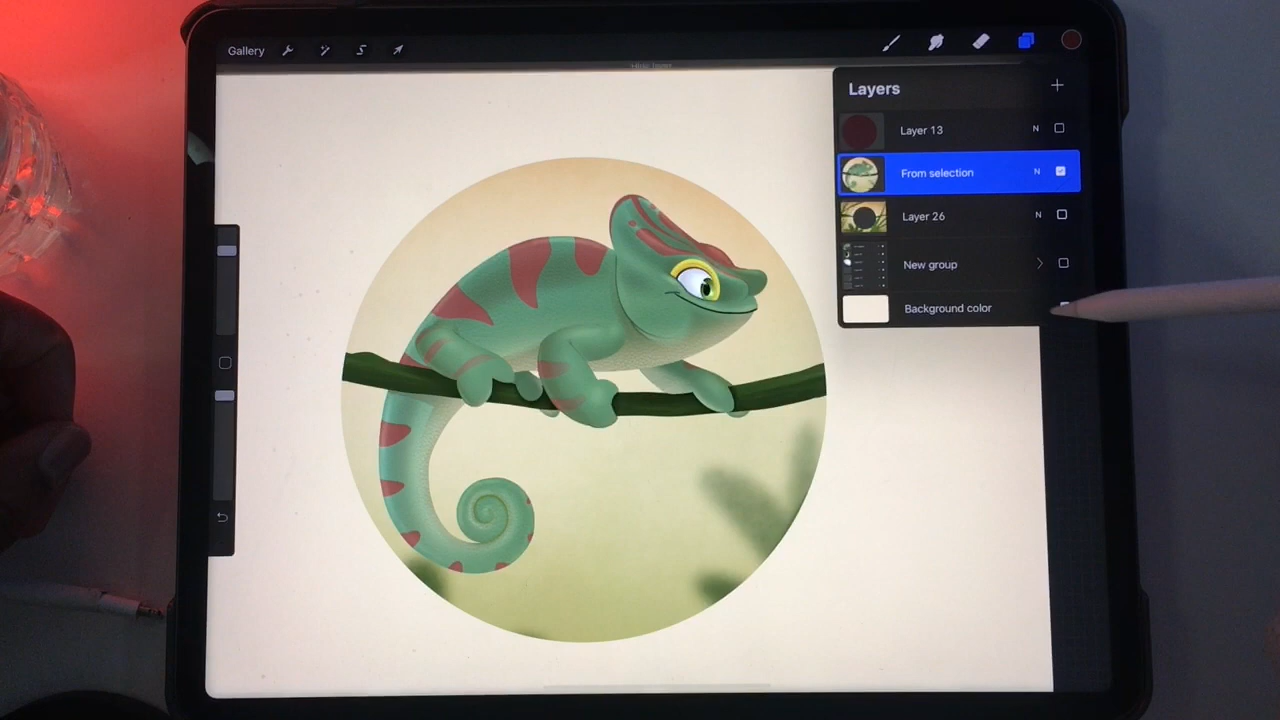 Gallery
Layers
Layer 13 N
From selection N
Layer 26 N
New group
Background color